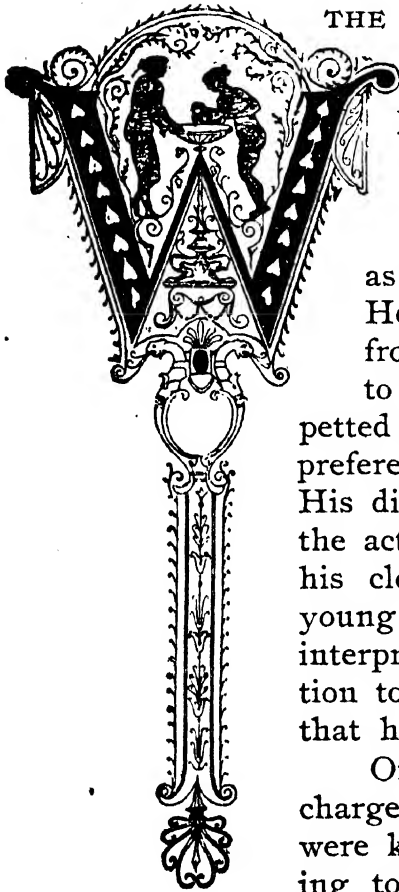 THE
W
as
He
fro
to
petted
prefere
His di
the act
his cle
young
interpr
tion to
that h
O
charge
were k
ing to